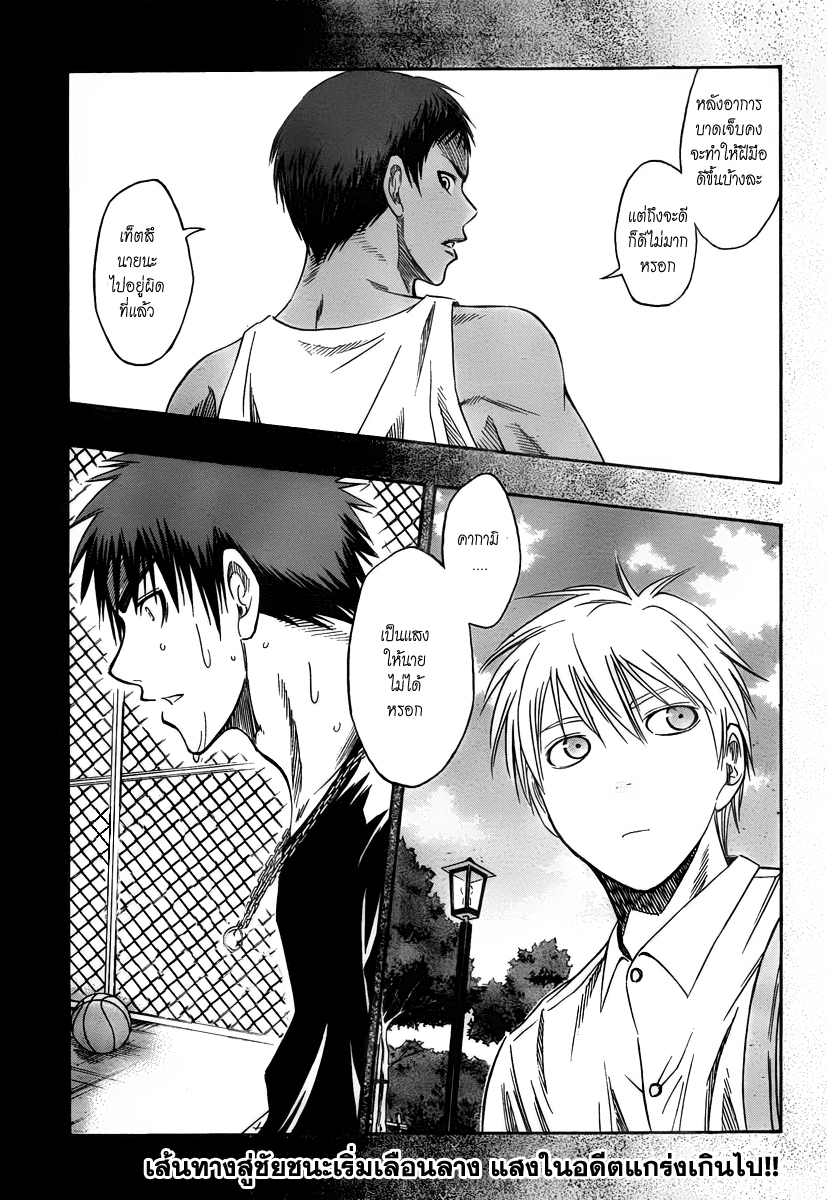 หลังอาการ
บาดเจ็บคง
จะทำให้ฝีมือ
ดีขึ้นบ้างละ
แต่ถึงจะดี
ก็ดีไม่มาก
หรอก
เท็ตสึ
นายนะ
ไปอยู่ผิด
ที่แล้ว
คากามิ
....
เป็นแสง
ให้นาย
ไม่ได้
หรอก
เส้นทางสู่ชัยชนะเริ่มเลือนลาง แสงในอดีตแกร่งเกินไป!!